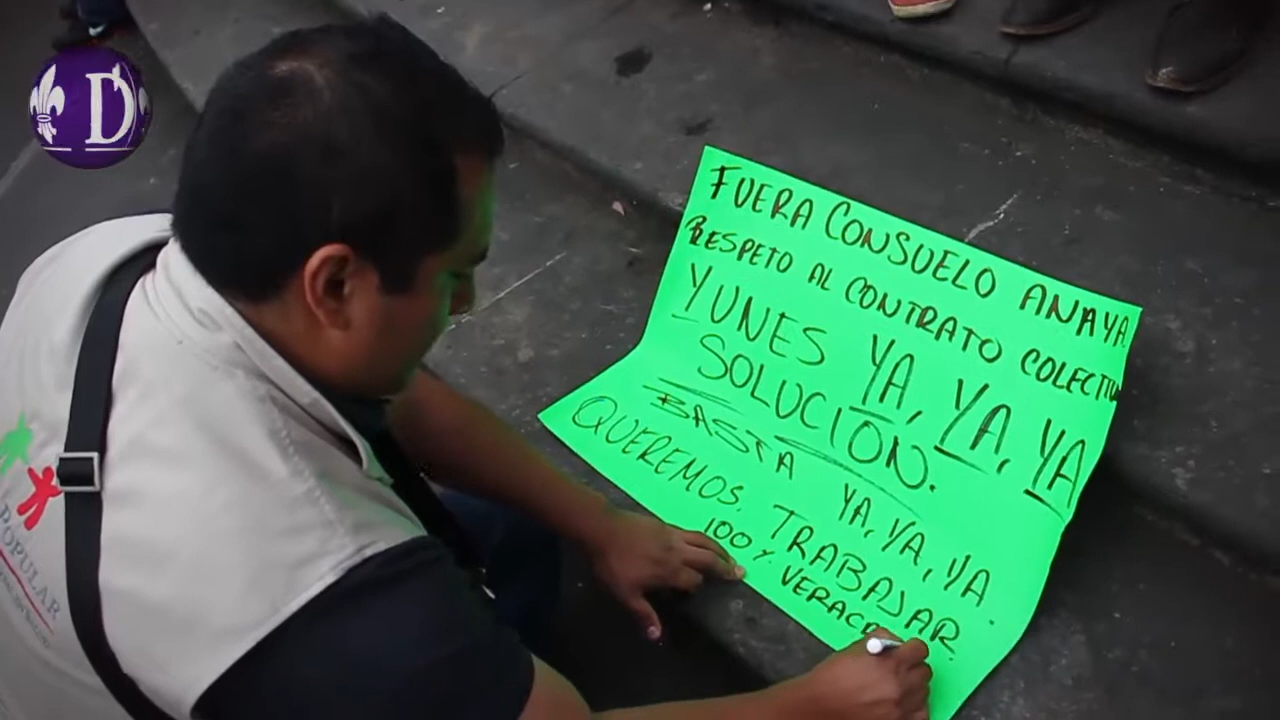 D
FUERA CONSUELO ANAYA
RESPETO AL CONTRATO COLECTIVO
YUNES YA, YA, YA
SOLUCIÓN.
BASTA YA, YA, YA
QUEREMOS. TRABAJAR.
100%
POPULAR